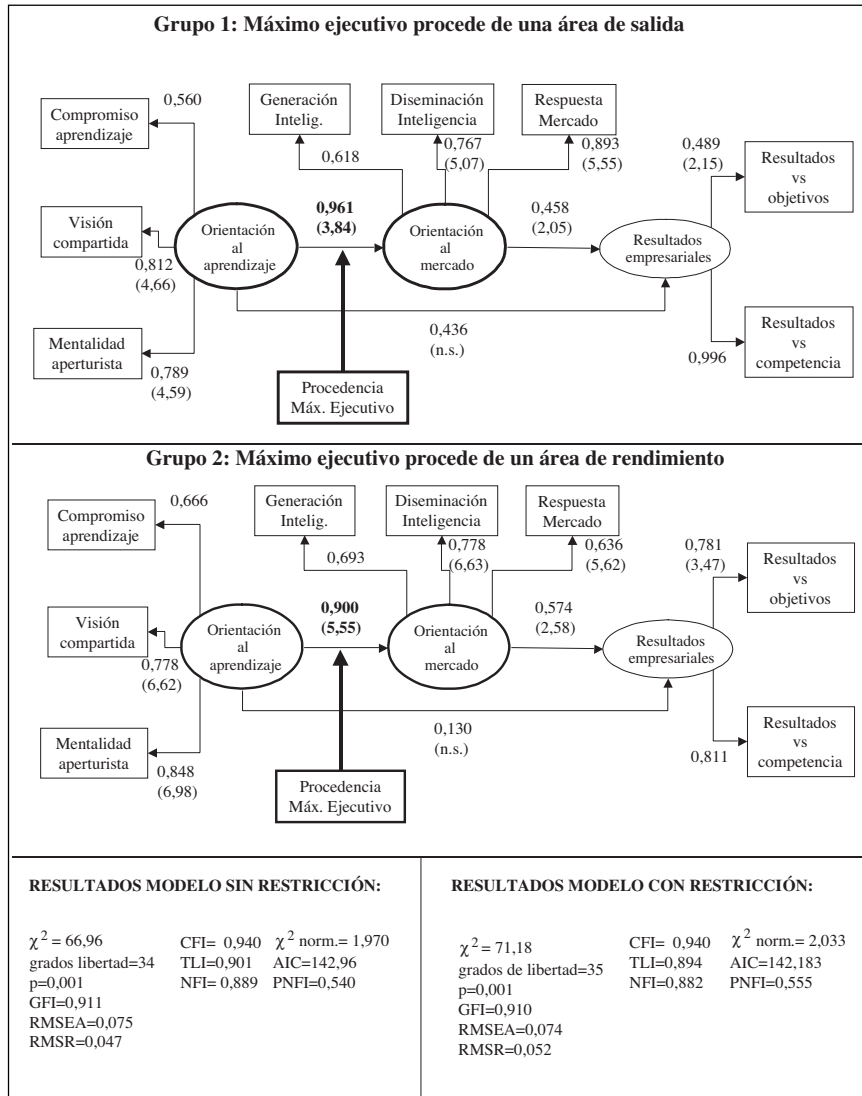 Grupo 1: Máximo ejecutivo procede de una área de salida
Compromiso
aprendizaje
0,560
Generación
Intelig.
0,618
Diseminación
Inteligencia
0,767
(5,07)
Respuesta
Mercado
0,893
(5,55)
0,489
(2,15)
Resultados
vs
objetivos
Visión
compartida
0,812
(4,66)
Orientación
al
aprendizaje
0,961
(3,84)
Orientación
al
mercado
0,458
(2,05)
Resultados
empresariales
Mentalidad
aperturista
0,789
(4,59)
0,436
(n.s.)
Procedencia
Máx. Ejecutivo
0,996
Resultados
vs
competencia
Grupo 2: Máximo ejecutivo procede de un área de rendimiento
Compromiso
aprendizaje
0,666
Generación
Intelig.
0,693
Diseminación
Inteligencia
0,778
(6,63)
Respuesta
Mercado
0,636
(5,62)
0,781
(3,47)
Resultados
vs
objetivos
Visión
compartida
0,778
(6,62)
Orientación
al
aprendizaje
0,900
(5,55)
Orientación
al
mercado
0,574
(2,58)
Resultados
empresariales
Mentalidad
aperturista
0,848
(6,98)
0,130
(n.s.)
Procedencia
Máx. Ejecutivo
0,811
Resultados
vs
competencia
RESULTADOS MODELO SIN RESTRICCIÓN:
χ² = 66,96 CFI= 0,940 χ² norm.= 1,970
grados libertad=34 TLI=0,901 AIC=142,96
p=0,001 NFI= 0,889 PNFI=0,540
GFI=0,911
RMSEA=0,075
RMSR=0,047
RESULTADOS MODELO CON RESTRICCIÓN:
χ² = 71,18 CFI= 0,940 χ² norm.= 2,033
grados de libertad=35 TLI=0,894 AIC=142,183
p=0,001 NFI=0,882 PNFI=0,555
GFI=0,910
RMSEA=0,074
RMSR=0,052